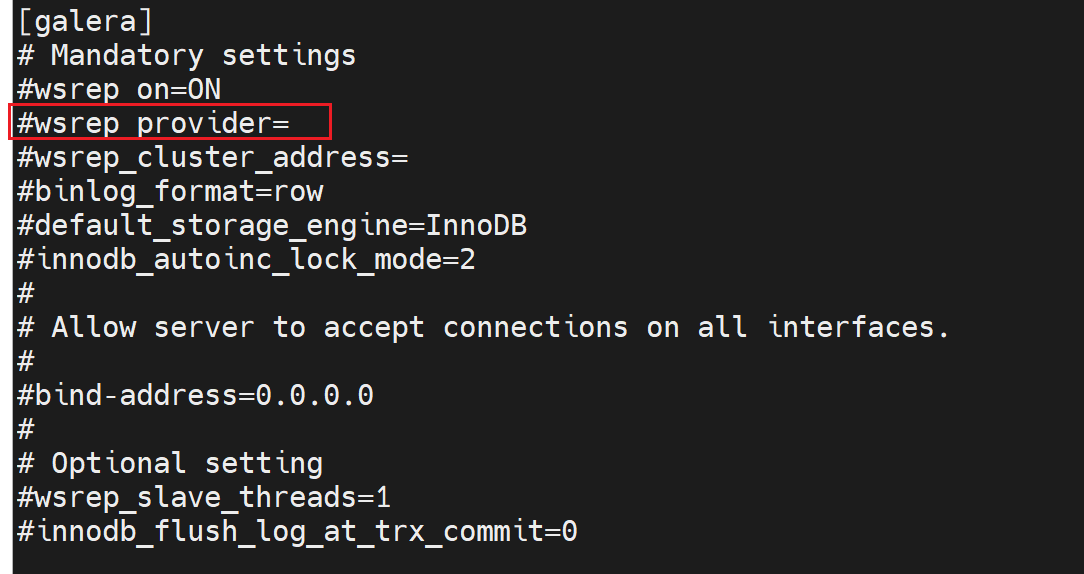 [galera]
# Mandatory settings
#wsrep_on=ON
#wsrep_provider=
#wsrep_cluster_address=
#binlog_format=row
#default_storage_engine=InnoDB
#innodb_autoinc_lock_mode=2
#
# Allow server to accept connections on all interfaces.
#
#bind-address=0.0.0.0
#
# Optional setting
#wsrep_slave_threads=1
#innodb_flush_log_at_trx_commit=0